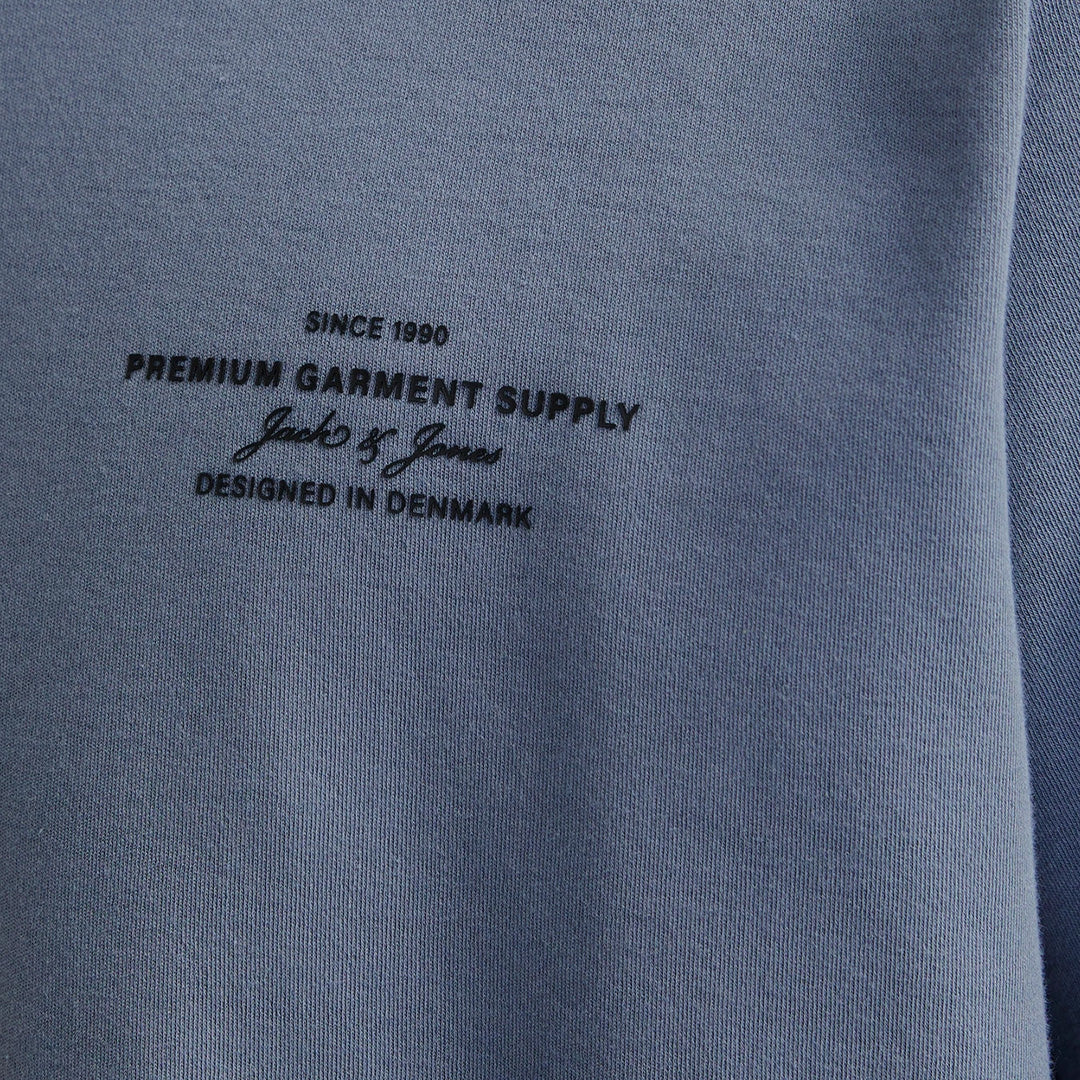 SINCE 1990
PREMIUM GARMENT SUPPLY
Jack & Jones
DESIGNED IN DENMARK